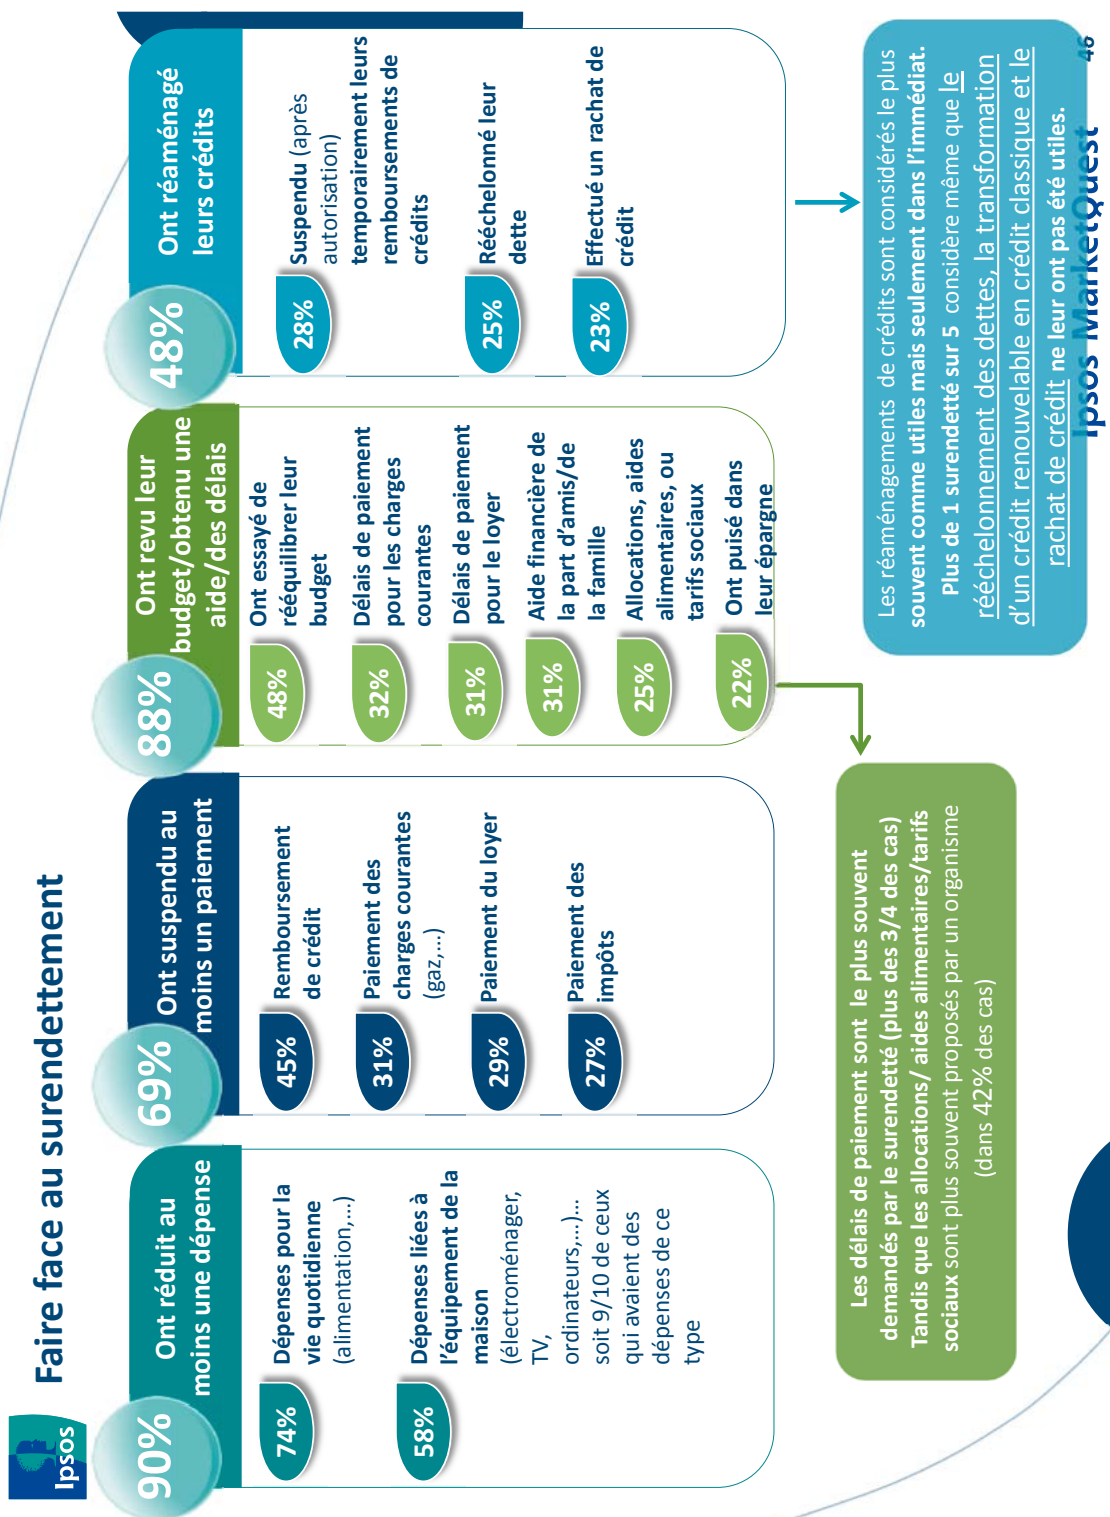 Ipsos
Faire face au surendettement
90%
Ont réduit au
moins une dépense
74%
Dépenses pour la
vie quotidienne
(alimentation,...)
58%
Dépenses liées à
l'équipement de la
maison
(électroménager,
TV,
ordinateurs,...)...
soit 9/10 de ceux
qui avaient des
dépenses de ce
type
69%
Ont suspendu au
moins un paiement
45%
Remboursement
de crédit
31%
Paiement des
charges courantes
(gaz,...)
29%
Paiement du loyer
27%
Paiement des
impôts
88%
Ont revu leur
budget/obtenu une
aide/des délais
48%
Ont essayé de
rééquilibrer leur
budget
32%
Délais de paiement
pour les charges
courantes
31%
Délais de paiement
pour le loyer
31%
Aide financière de
la part d'amis/de
la famille
25%
Allocations, aides
alimentaires, ou
tarifs sociaux
22%
Ont puisé dans
leur épargne
48%
Ont réaménagé
leurs crédits
28%
Suspendu (après
autorisation)
temporairement leurs
remboursements de
crédits
25%
Rééchelonné leur
dette
23%
Effectué un rachat de
crédit
Les délais de paiement sont le plus souvent
demandés par le surendetté (plus des 3/4 des cas)
Tandis que les allocations/ aides alimentaires/tarifs
sociaux sont plus souvent proposés par un organisme
(dans 42% des cas)
Les réaménagements de crédits sont considérés le plus
souvent comme utiles mais seulement dans l'immédiat.
Plus de 1 surendetté sur 5 considère même que le
rééchelonnement des dettes, la transformation
d'un crédit renouvelable en crédit classique et le
rachat de crédit ne leur ont pas été utiles.
Ipsos MarketQuest
46